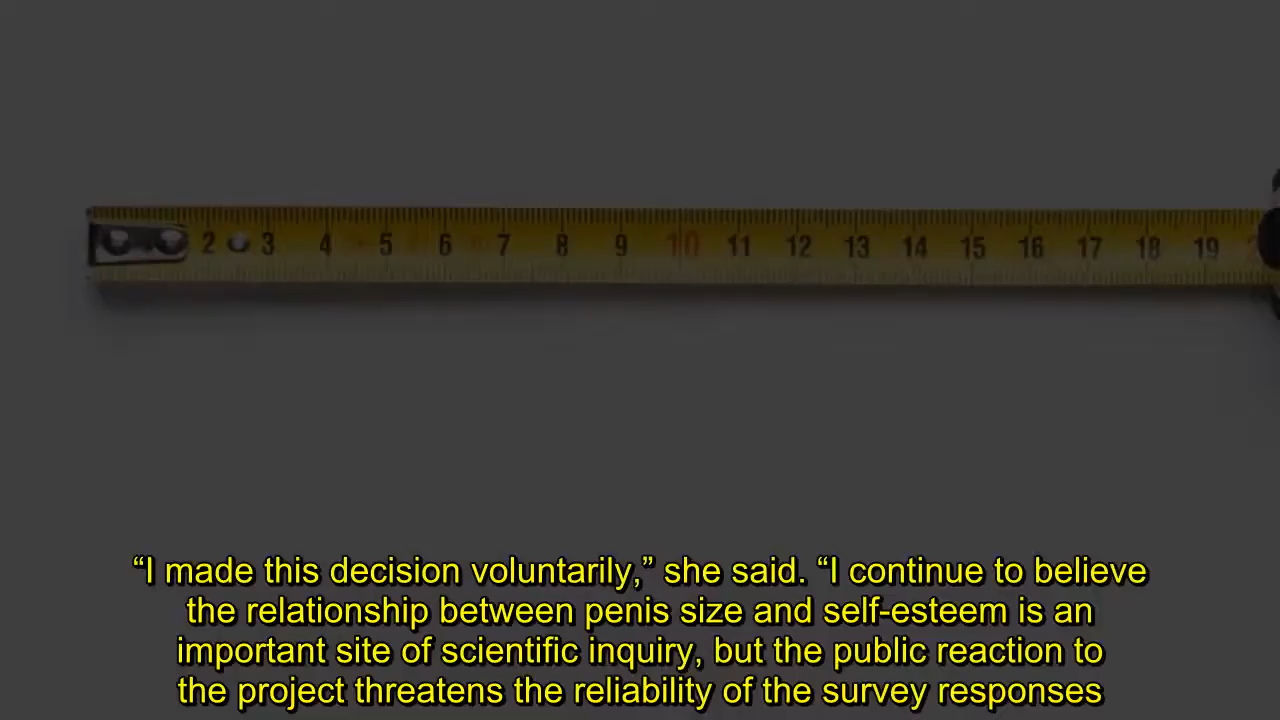 2 3 4 5 6 7 8 9 10 11 12 13 14 15 16 17 18 19
“I made this decision voluntarily,” she said. “I continue to believe
the relationship between penis size and self-esteem is an
important site of scientific inquiry, but the public reaction to
the project threatens the reliability of the survey responses